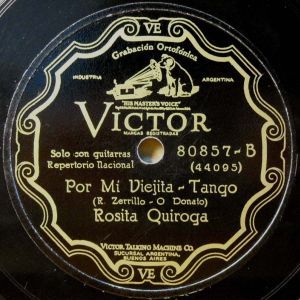 VE
Grabación Ortofónica
INDUSTRIA ARGENTINA
"HIS MASTER'S VOICE"
VICTOR
MARCAS REGISTRADAS
Solo con guitarras 80857-B
Repertorio Nacional (44095)
Por Mi Viejita - Tango
(R. Zerrillo - O Donato)
Rosita Quiroga
VICTOR TALKING MACHINE CO.
SUCURSAL ARGENTINA,
BUENOS AIRES
VE